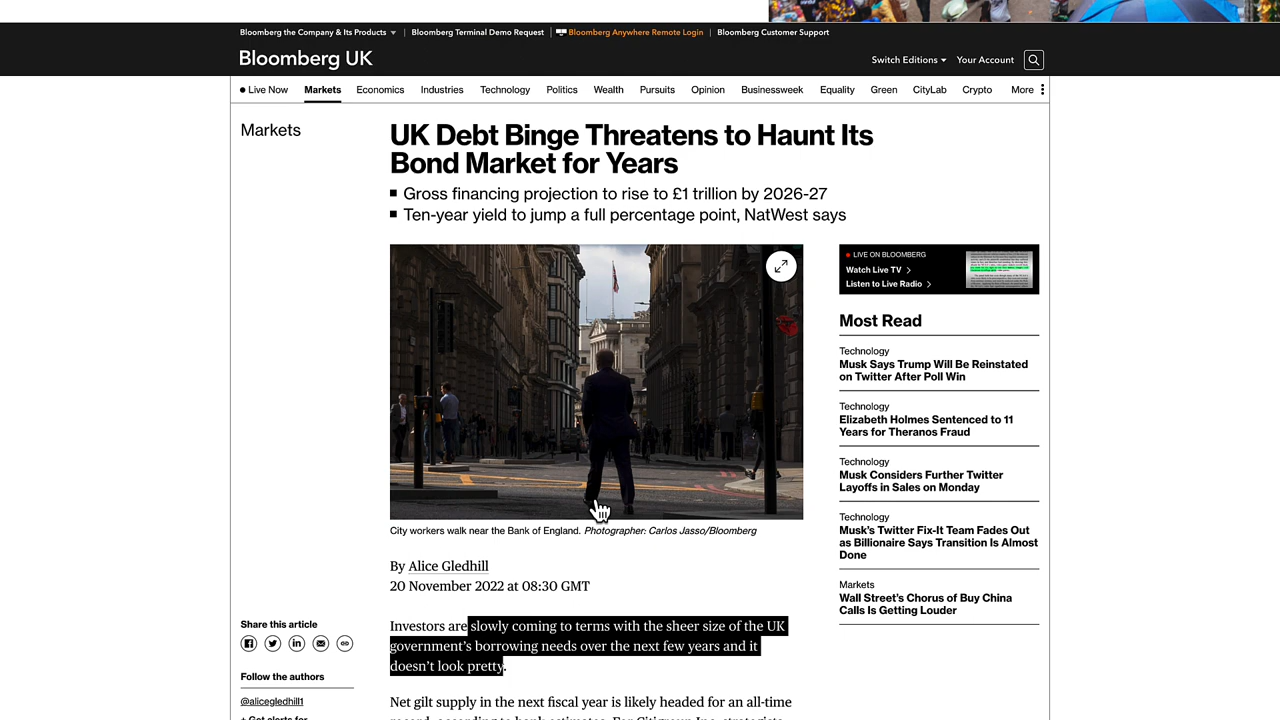 Bloomberg the Company & Its Products
Bloomberg Terminal Demo Request
Bloomberg Anywhere Remote Login
Bloomberg Customer Support
Bloomberg UK
Switch Editions
Your Account
Live Now
Markets
Economics
Industries
Technology
Politics
Wealth
Pursuits
Opinion
Businessweek
Equality
Green
CityLab
Crypto
More
Markets
UK Debt Binge Threatens to Haunt Its
Bond Market for Years
Gross financing projection to rise to £1 trillion by 2026-27
Ten-year yield to jump a full percentage point, NatWest says
City workers walk near the Bank of England. Photographer: Carlos Jasso/Bloomberg
By Alice Gledhill
20 November 2022 at 08:30 GMT
Investors are slowly coming to terms with the sheer size of the UK
government's borrowing needs over the next few years and it
doesn't look pretty.
Net gilt supply in the next fiscal year is likely headed for an all-time
Share this article
Follow the authors
@alicegledhill1
+ Get alerts for
LIVE ON BLOOMBERG
Watch Live TV
Listen to Live Radio
Most Read
Technology
Musk Says Trump Will Be Reinstated
on Twitter After Poll Win
Technology
Elizabeth Holmes Sentenced to 11
Years for Theranos Fraud
Technology
Musk Considers Further Twitter
Layoffs in Sales on Monday
Technology
Musk's Twitter Fix-It Team Fades Out
as Billionaire Says Transition Is Almost
Done
Markets
Wall Street's Chorus of Buy China
Calls Is Getting Louder